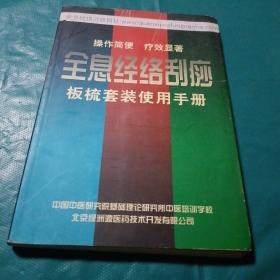 操作简便 疗效显著
全息经络刮痧
板梳套装使用手册
中国中医研究院基础理论研究所中医培训学校
北京绿洲源医药技术开发有限公司